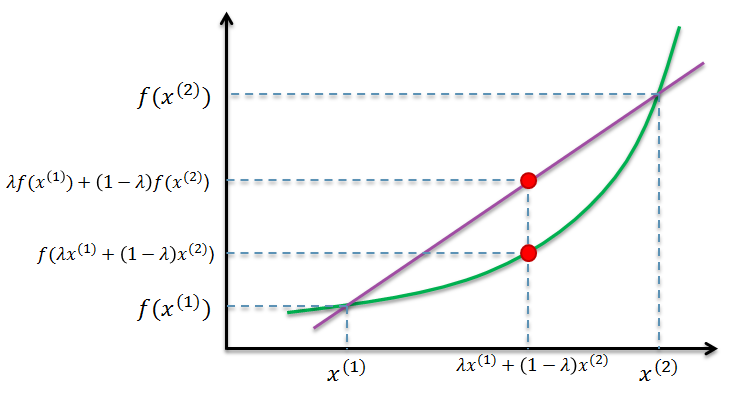 f(x⁽²⁾)
λf(x⁽¹⁾) + (1 − λ)f(x⁽²⁾)
f(λx⁽¹⁾ + (1 − λ)x⁽²⁾)
f(x⁽¹⁾)
x⁽¹⁾
λx⁽¹⁾ + (1 − λ)x⁽²⁾
x⁽²⁾